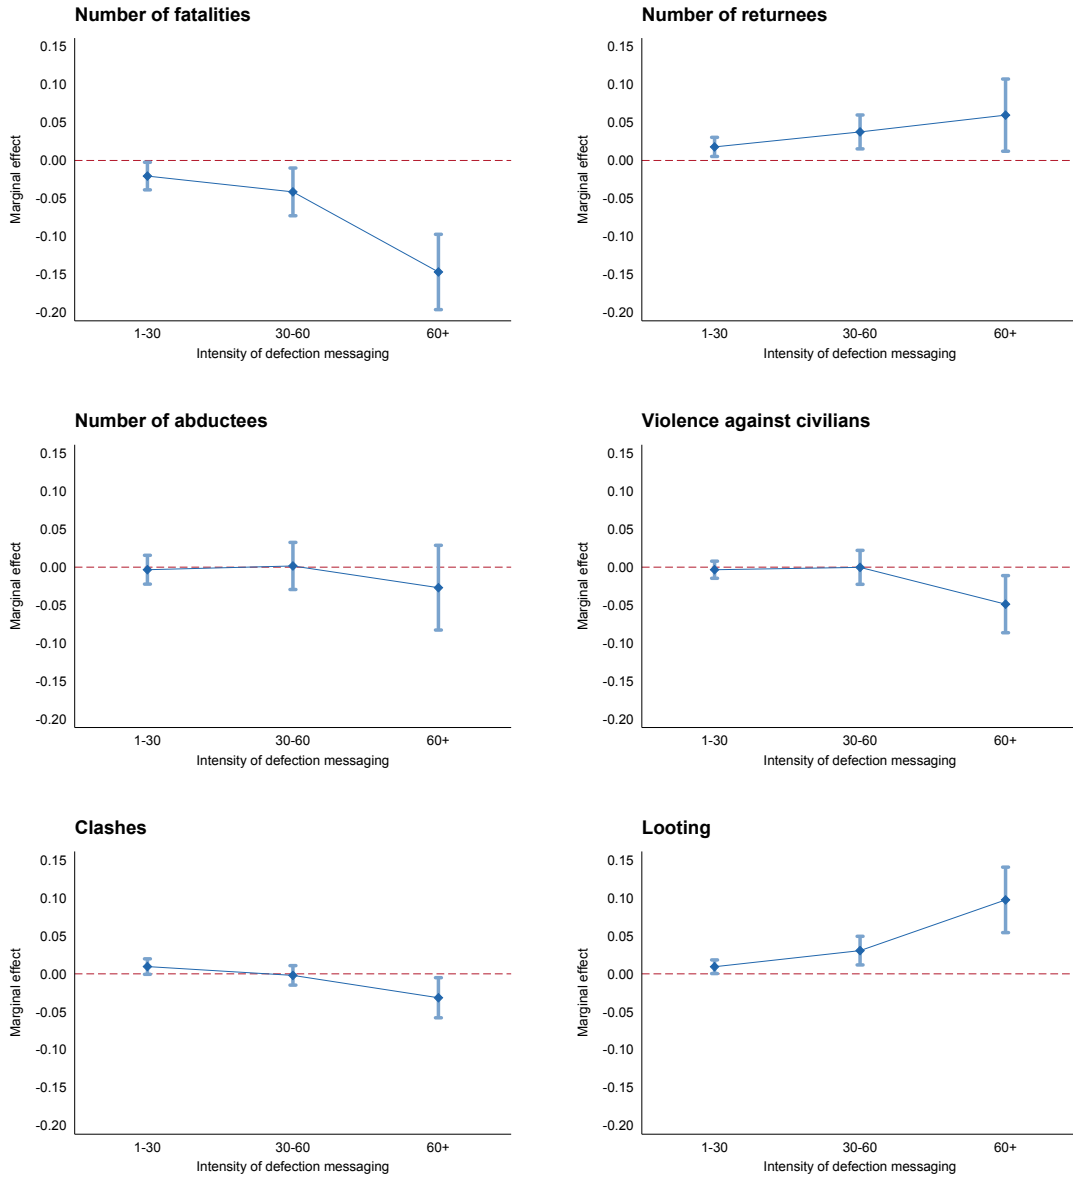 Number of fatalities
0.15
0.10
0.05
0.00
-0.05
-0.10
-0.15
-0.20
Marginal effect
1-30 30-60 60+
Intensity of defection messaging
Number of returnees
0.15
0.10
0.05
0.00
-0.05
-0.10
-0.15
-0.20
Marginal effect
1-30 30-60 60+
Intensity of defection messaging
Number of abductees
0.15
0.10
0.05
0.00
-0.05
-0.10
-0.15
-0.20
Marginal effect
1-30 30-60 60+
Intensity of defection messaging
Violence against civilians
0.15
0.10
0.05
0.00
-0.05
-0.10
-0.15
-0.20
Marginal effect
1-30 30-60 60+
Intensity of defection messaging
Clashes
0.15
0.10
0.05
0.00
-0.05
-0.10
-0.15
-0.20
Marginal effect
1-30 30-60 60+
Intensity of defection messaging
Looting
0.15
0.10
0.05
0.00
-0.05
-0.10
-0.15
-0.20
Marginal effect
1-30 30-60 60+
Intensity of defection messaging